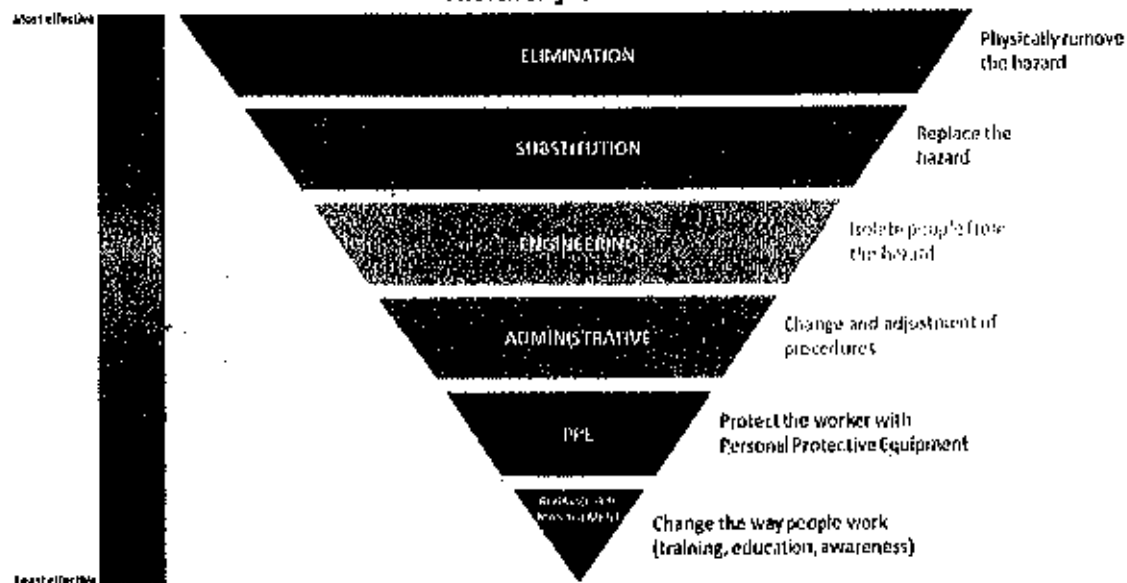 Most effective
ELIMINATION
Physically remove
the hazard
SUBSTITUTION
Replace the
hazard
ENGINEERING
Isolate people from
the hazard
ADMINISTRATIVE
Change and adjustment of
procedures
PPE
Protect the worker with
Personal Protective Equipment
MANAGEMENT
Change the way people work
(training, education, awareness)
Least effective